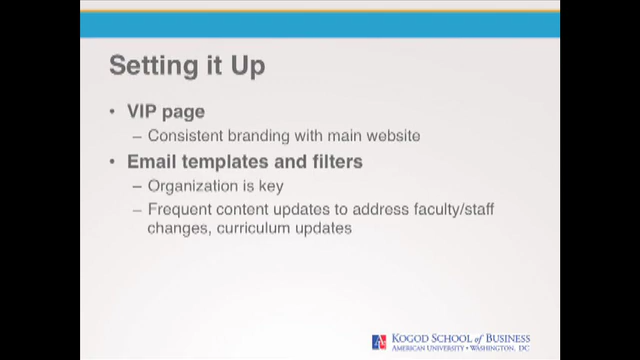 Setting it Up
• VIP page
– Consistent branding with main website
• Email templates and filters
– Organization is key
– Frequent content updates to address faculty/staff
changes, curriculum updates
KOGOD SCHOOL of BUSINESS
AMERICAN UNIVERSITY • WASHINGTON, DC